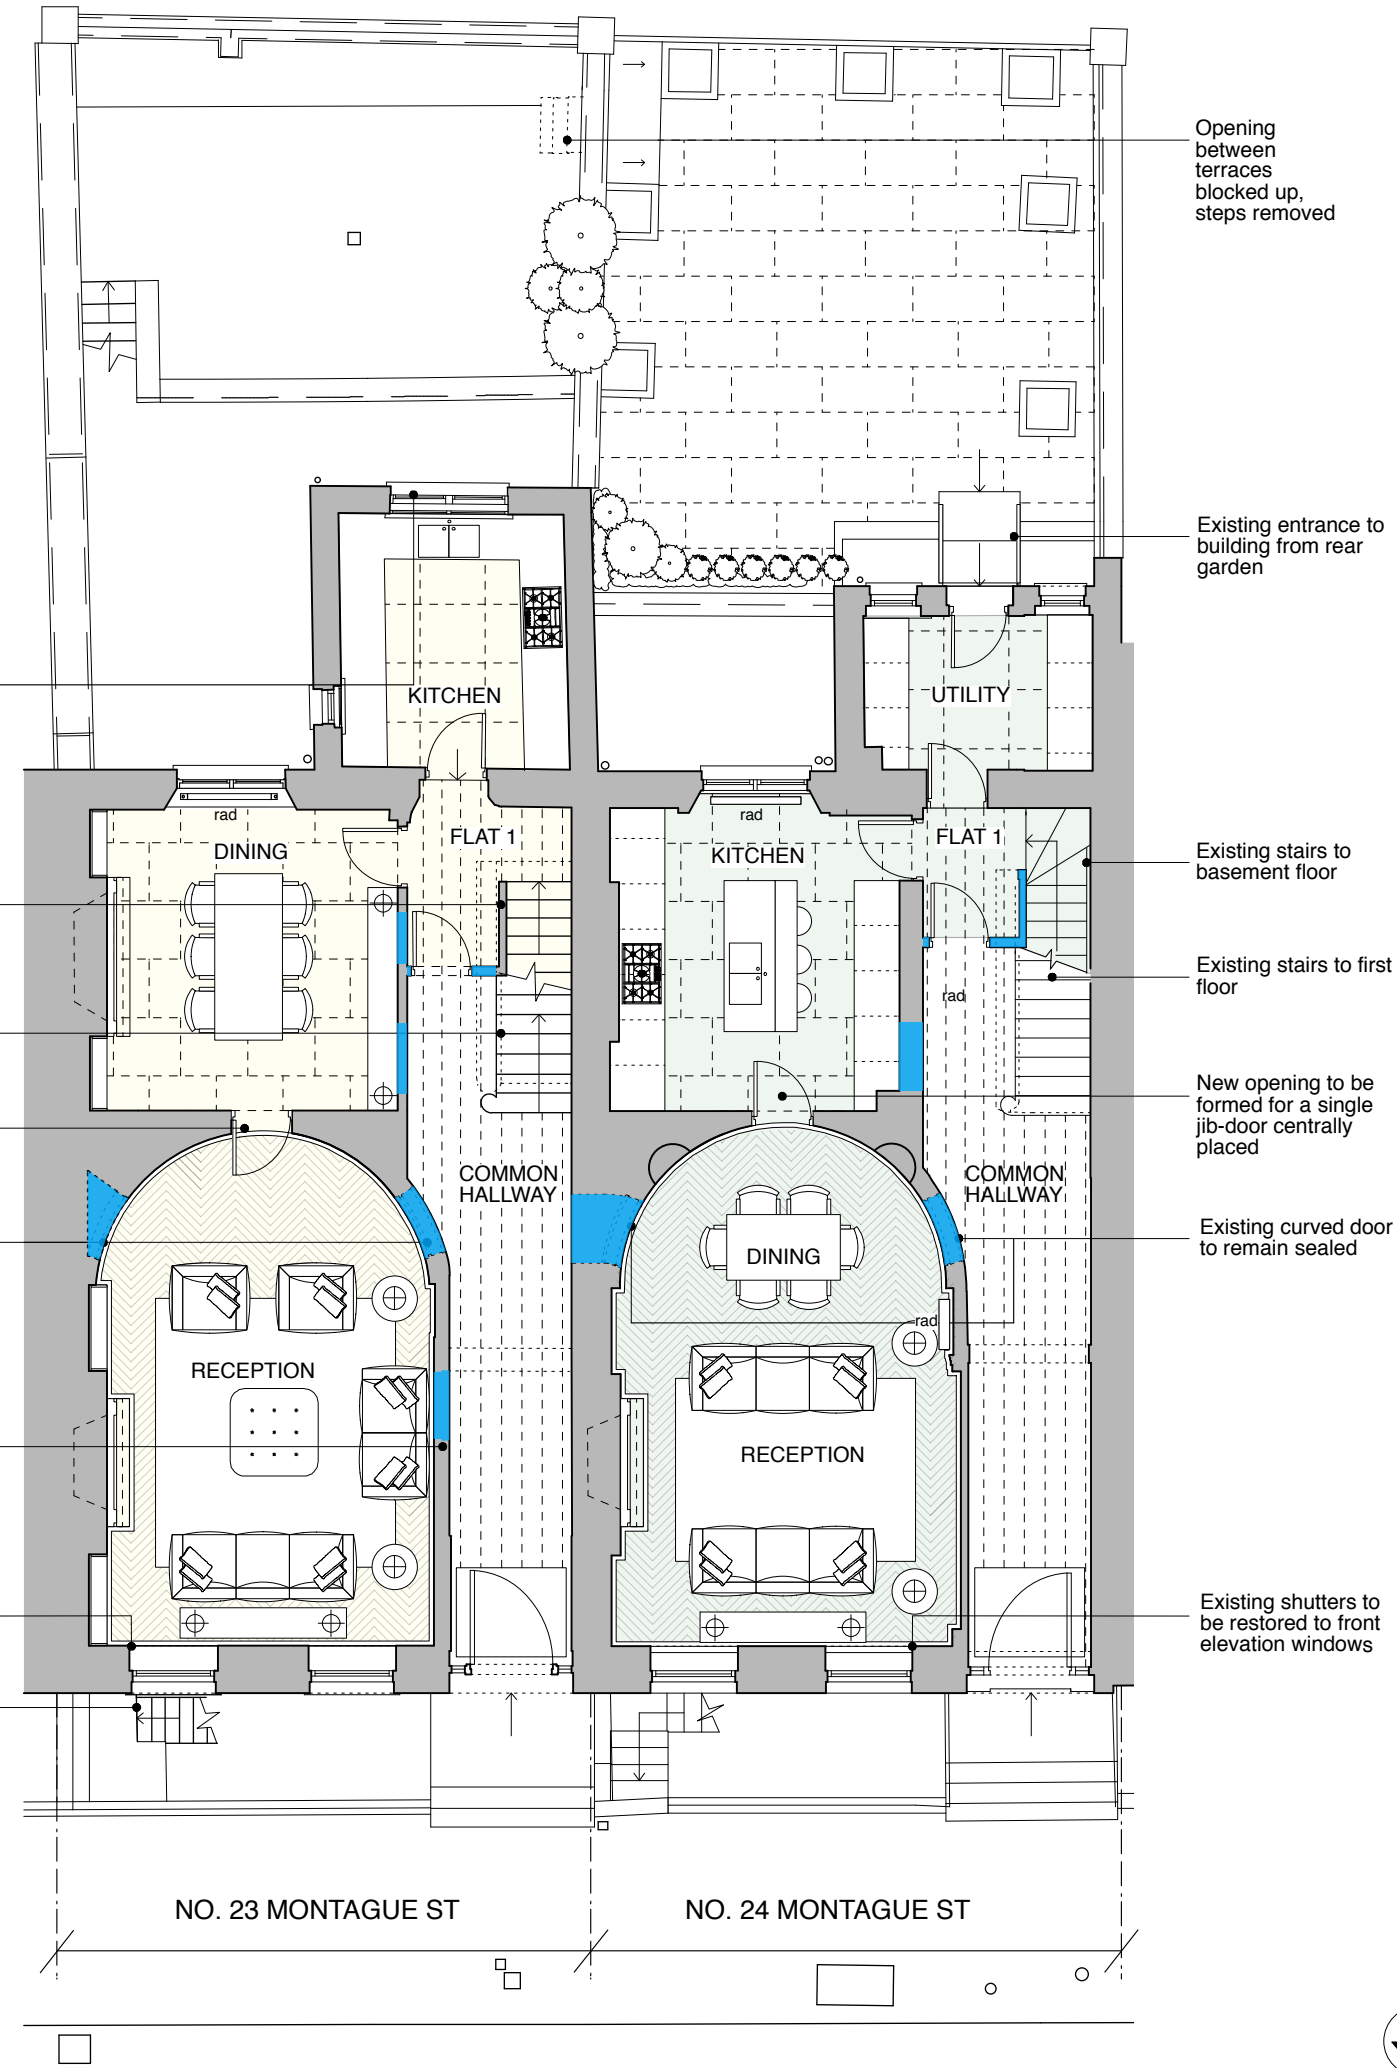 Opening
between
terraces
blocked up,
steps removed
Existing entrance to
building from rear
garden
KITCHEN
UTILITY
rad
DINING
FLAT 1
rad
KITCHEN
FLAT 1
Existing stairs to
basement floor
Existing stairs to first
floor
rad
New opening to be
formed for a single
jib-door centrally
placed
COMMON
HALLWAY
COMMON
HALLWAY
Existing curved door
to remain sealed
DINING
rad
RECEPTION
RECEPTION
Existing shutters to
be restored to front
elevation windows
NO. 23 MONTAGUE ST
NO. 24 MONTAGUE ST